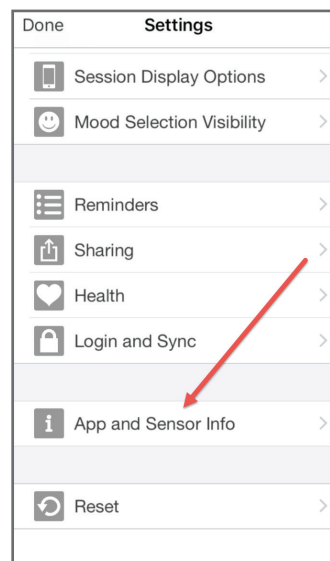 Done Settings
Session Display Options
Mood Selection Visibility
Reminders
Sharing
Health
Login and Sync
App and Sensor Info
Reset